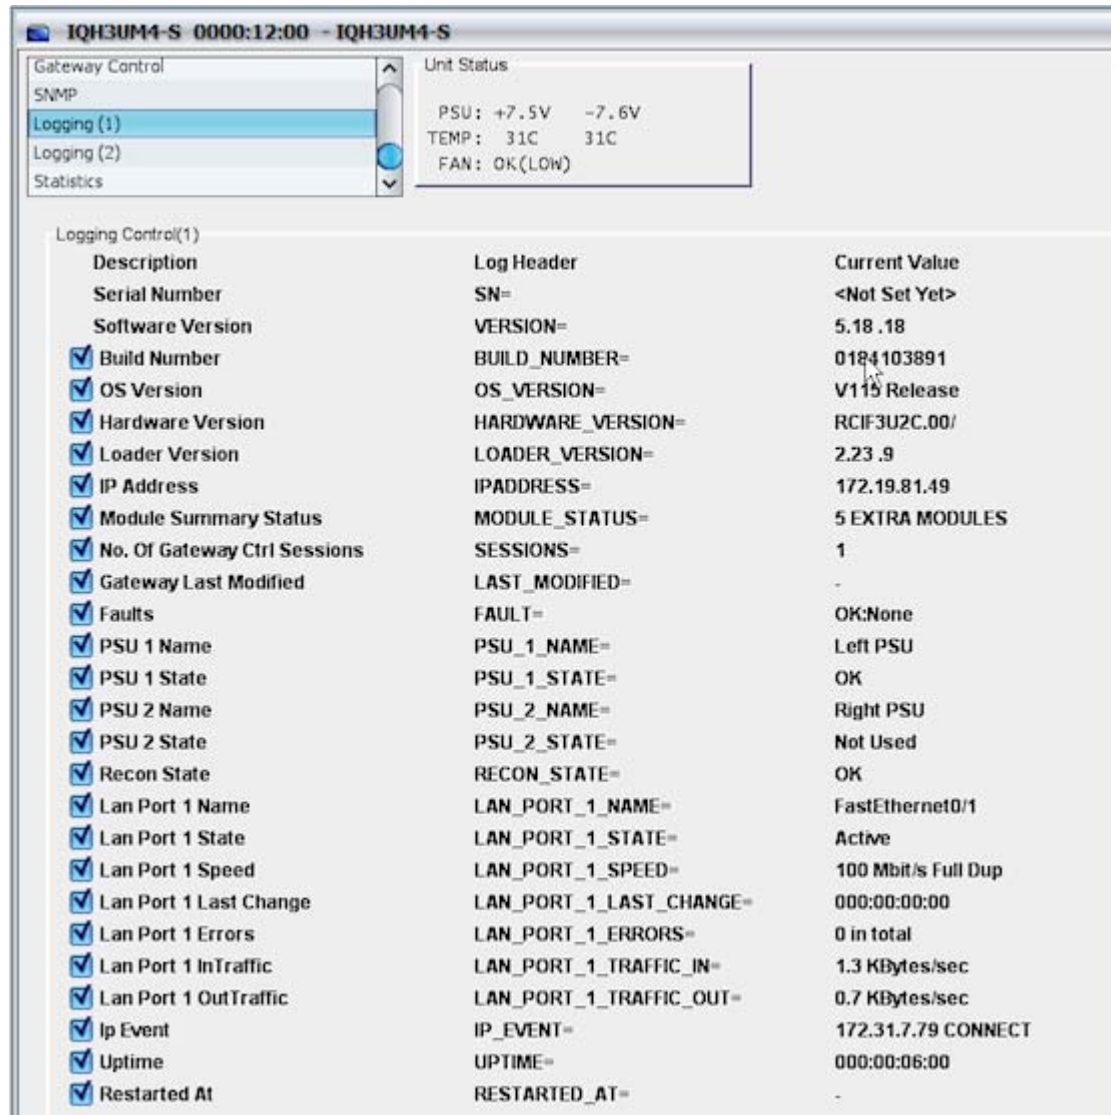 IQH3UM4-S 0000:12:00 - IQH3UM4-S
Gateway Control
SNMP
Logging (1)
Logging (2)
Statistics
Unit Status
PSU: +7.5V -7.6V
TEMP: 31C 31C
FAN: OK(LOW)
Logging Control(1)
Description Log Header Current Value
Serial Number SN= <Not Set Yet>
Software Version VERSION= 5.18 .18
Build Number BUILD_NUMBER= 0184103891
OS Version OS_VERSION= V115 Release
Hardware Version HARDWARE_VERSION= RCIF3U2C.00/
Loader Version LOADER_VERSION= 2.23 .9
IP Address IPADDRESS= 172.19.81.49
Module Summary Status MODULE_STATUS= 5 EXTRA MODULES
No. Of Gateway Ctrl Sessions SESSIONS= 1
Gateway Last Modified LAST_MODIFIED= -
Faults FAULT= OK:None
PSU 1 Name PSU_1_NAME= Left PSU
PSU 1 State PSU_1_STATE= OK
PSU 2 Name PSU_2_NAME= Right PSU
PSU 2 State PSU_2_STATE= Not Used
Recon State RECON_STATE= OK
Lan Port 1 Name LAN_PORT_1_NAME= FastEthernet0/1
Lan Port 1 State LAN_PORT_1_STATE= Active
Lan Port 1 Speed LAN_PORT_1_SPEED= 100 Mbit/s Full Dup
Lan Port 1 Last Change LAN_PORT_1_LAST_CHANGE= 000:00:00:00
Lan Port 1 Errors LAN_PORT_1_ERRORS= 0 in total
Lan Port 1 InTraffic LAN_PORT_1_TRAFFIC_IN= 1.3 KBytes/sec
Lan Port 1 OutTraffic LAN_PORT_1_TRAFFIC_OUT= 0.7 KBytes/sec
Ip Event IP_EVENT= 172.31.7.79 CONNECT
Uptime UPTIME= 000:00:06:00
Restarted At RESTARTED_AT= -